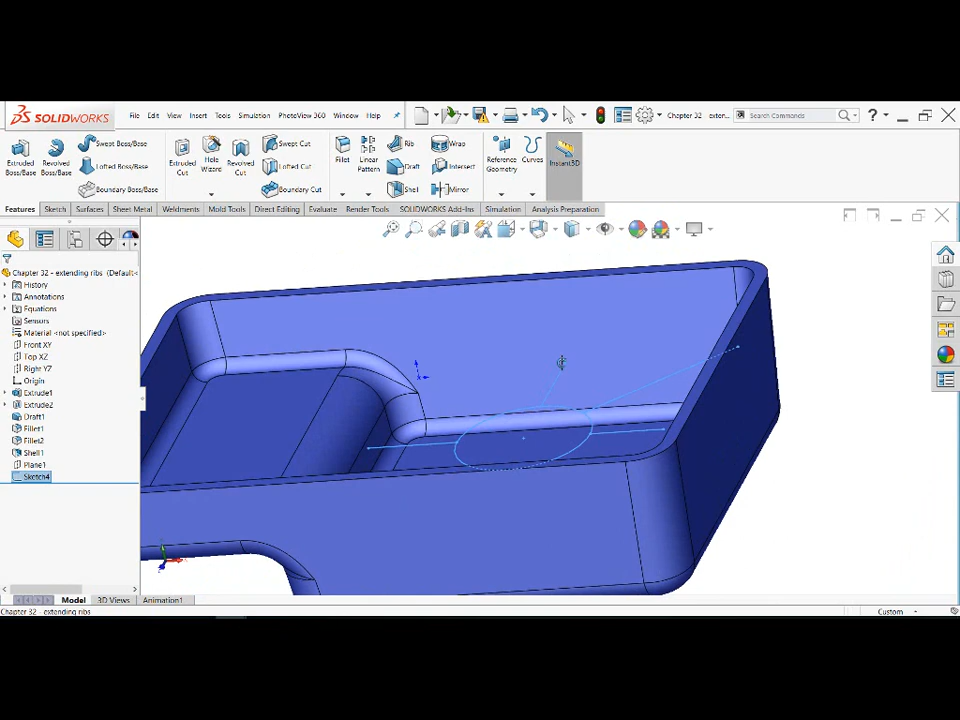 SOLIDWORKS File Edit View Insert Tools Simulation PhotoView 360 Window Help Chapter 32 - exten... Search Commands
Extruded Boss/Base
Revolved Boss/Base
Swept Boss/Base
Lofted Boss/Base
Boundary Boss/Base
Extruded Cut
Hole Wizard
Revolved Cut
Swept Cut
Lofted Cut
Boundary Cut
Fillet
Linear Pattern
Rib
Draft
Shell
Wrap
Intersect
Mirror
Reference Geometry
Curves
Instant3D
Features Sketch Surfaces Sheet Metal Weldments Mold Tools Direct Editing Evaluate Render Tools SOLIDWORKS Add-Ins Simulation Analysis Preparation
Chapter 32 - extending ribs (Default<
History
Annotations
Equations
Sensors
Material <not specified>
Front XY
Top XZ
Right YZ
Origin
Extrude1
Extrude2
Draft1
Fillet1
Fillet2
Shell1
Plane1
Sketch4
Model 3D Views Animation1
Chapter 32 - extending ribs Custom